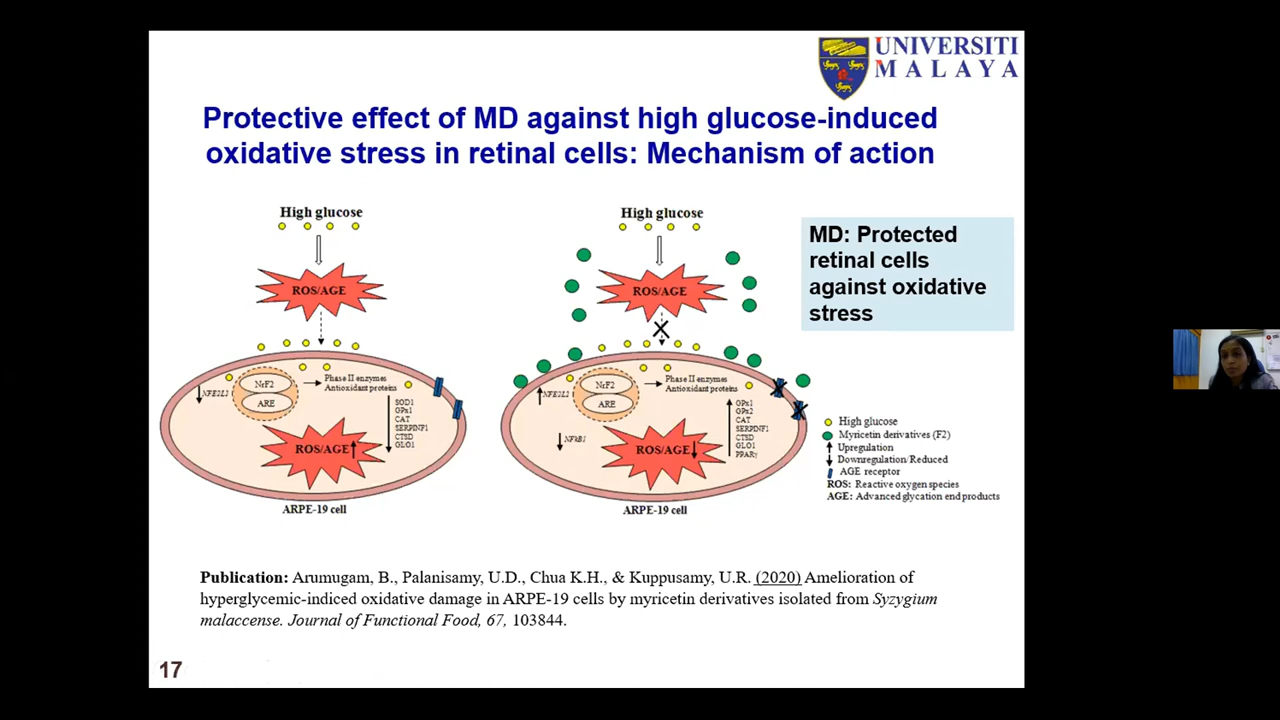 UNIVERSITI
MALAYA
Protective effect of MD against high glucose-induced
oxidative stress in retinal cells: Mechanism of action
High glucose
ROS/AGE
NFE2L2
NrF2
ARE
Phase II enzymes
Antioxidant proteins
SOD1
GPx1
CAT
SERPINF1
CTSD
GLO1
ROS/AGE
ARPE-19 cell
High glucose
ROS/AGE
NFE2L2
NrF2
ARE
Phase II enzymes
Antioxidant proteins
GPx1
GPx2
CAT
SERPINF1
CTSD
GLO1
PPARγ
NFkB1
ROS/AGE
ARPE-19 cell
MD: Protected
retinal cells
against oxidative
stress
High glucose
Myricetin derivatives (F2)
Upregulation
Downregulation/Reduced
AGE receptor
ROS: Reactive oxygen species
AGE: Advanced glycation end products
Publication: Arumugam, B., Palanisamy, U.D., Chua K.H., & Kuppusamy, U.R. (2020) Amelioration of
hyperglycemic-indiced oxidative damage in ARPE-19 cells by myricetin derivatives isolated from Syzygium
malaccense. Journal of Functional Food, 67, 103844.
17